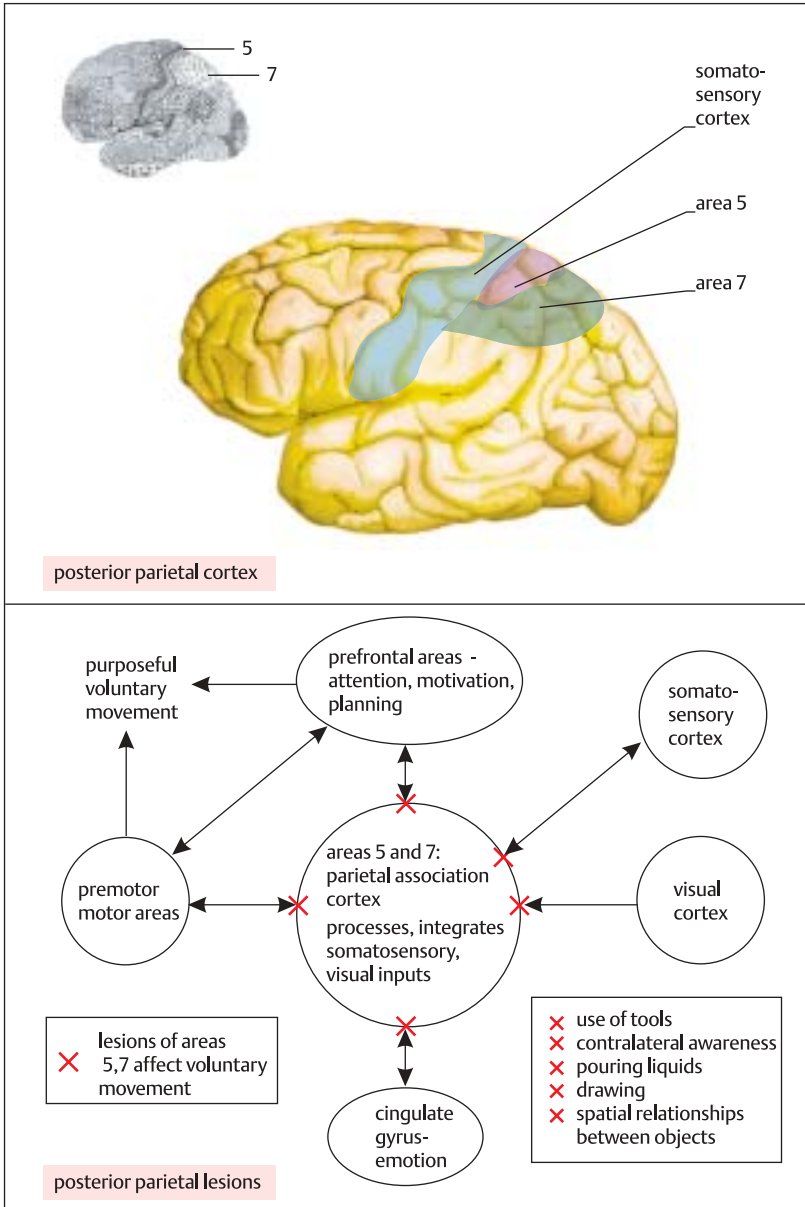 5
7
somato-
sensory
cortex
area 5
area 7
posterior parietal cortex
purposeful
voluntary
movement
prefrontal areas -
attention, motivation,
planning
somato-
sensory
cortex
premotor
motor areas
areas 5 and 7:
parietal association
cortex
processes, integrates
somatosensory,
visual inputs
visual
cortex
lesions of areas
5,7 affect voluntary
movement
cingulate
gyrus-
emotion
use of tools
contralateral awareness
pouring liquids
drawing
spatial relationships
between objects
posterior parietal lesions